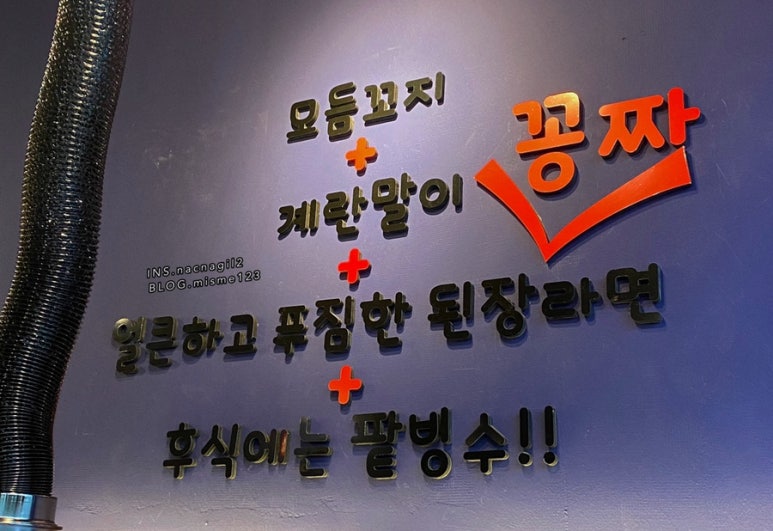 모듬꼬지
+
계란말이 꽁짜
+
얼큰하고 푸짐한 된장라면
+
후식에는 팥빙수!!
INS.nacnagil2
BLOG.misme123